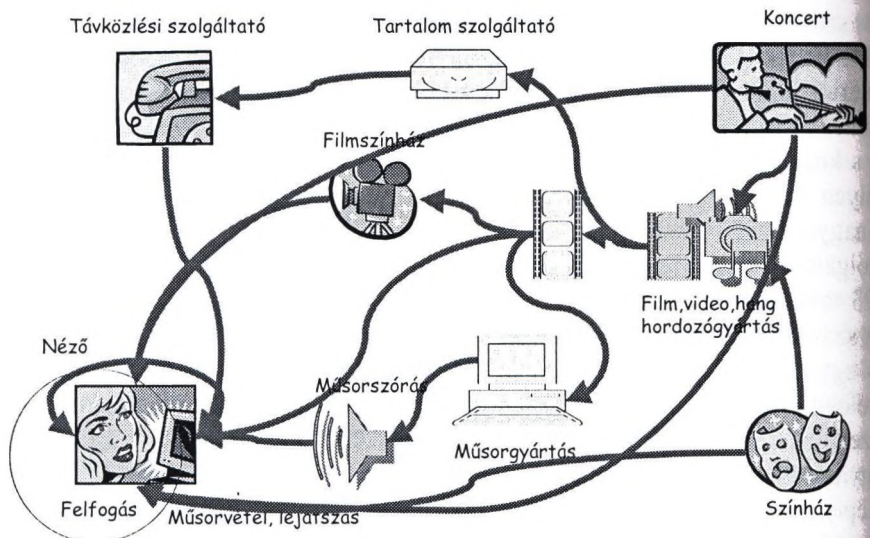 Távközlési szolgáltató
Tartalom szolgáltató
Koncert
Filmszínház
Film,video,hang
hordozógyártás
Néző
Műsorszórás
Műsorgyártás
Felfogás
Műsorvétel, lejátszás
Színház